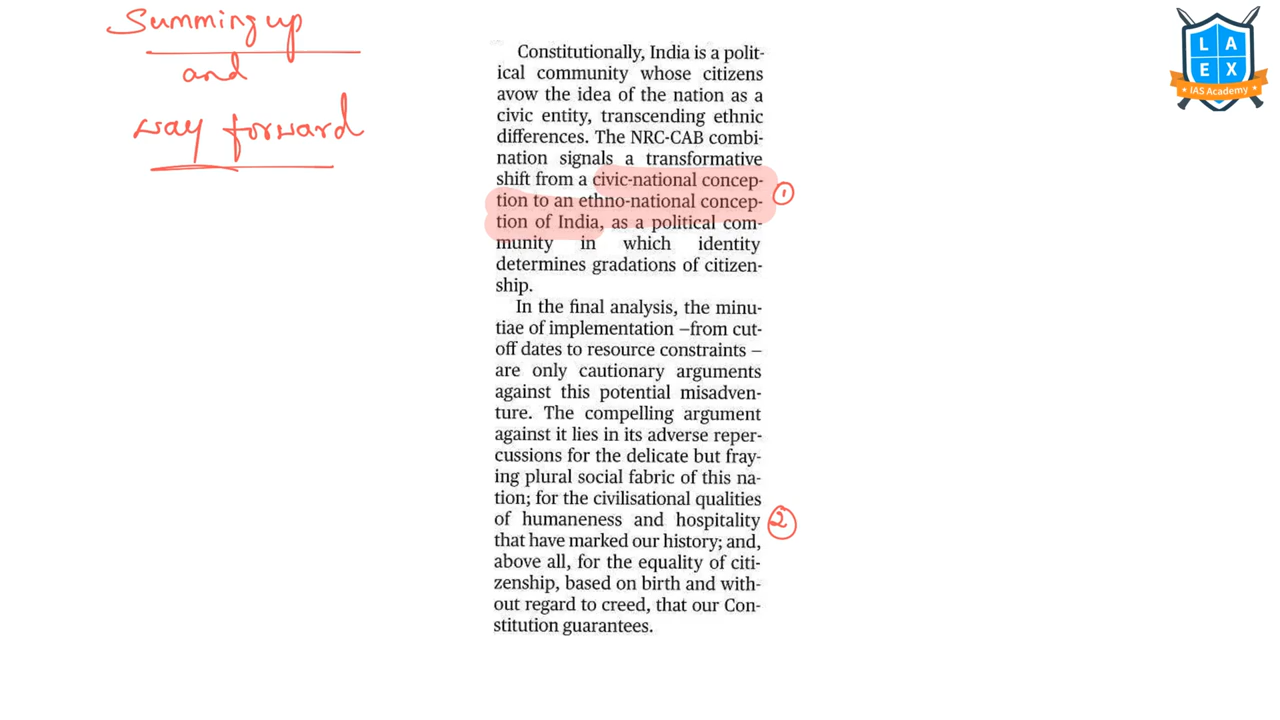 Summing up
and
way forward
Constitutionally, India is a polit-
ical community whose citizens
avow the idea of the nation as a
civic entity, transcending ethnic
differences. The NRC-CAB combi-
nation signals a transformative
shift from a civic-national concep-
tion to an ethno-national concep-
tion of India, as a political com-
munity in which identity
determines gradations of citizen-
ship.
1
In the final analysis, the minu-
tiae of implementation –from cut-
off dates to resource constraints –
are only cautionary arguments
against this potential misadven-
ture. The compelling argument
against it lies in its adverse reper-
cussions for the delicate but fray-
ing plural social fabric of this na-
tion; for the civilisational qualities
of humaneness and hospitality
that have marked our history; and,
above all, for the equality of citi-
zenship, based on birth and with-
out regard to creed, that our Con-
stitution guarantees.
2
L A
E X
IAS Academy